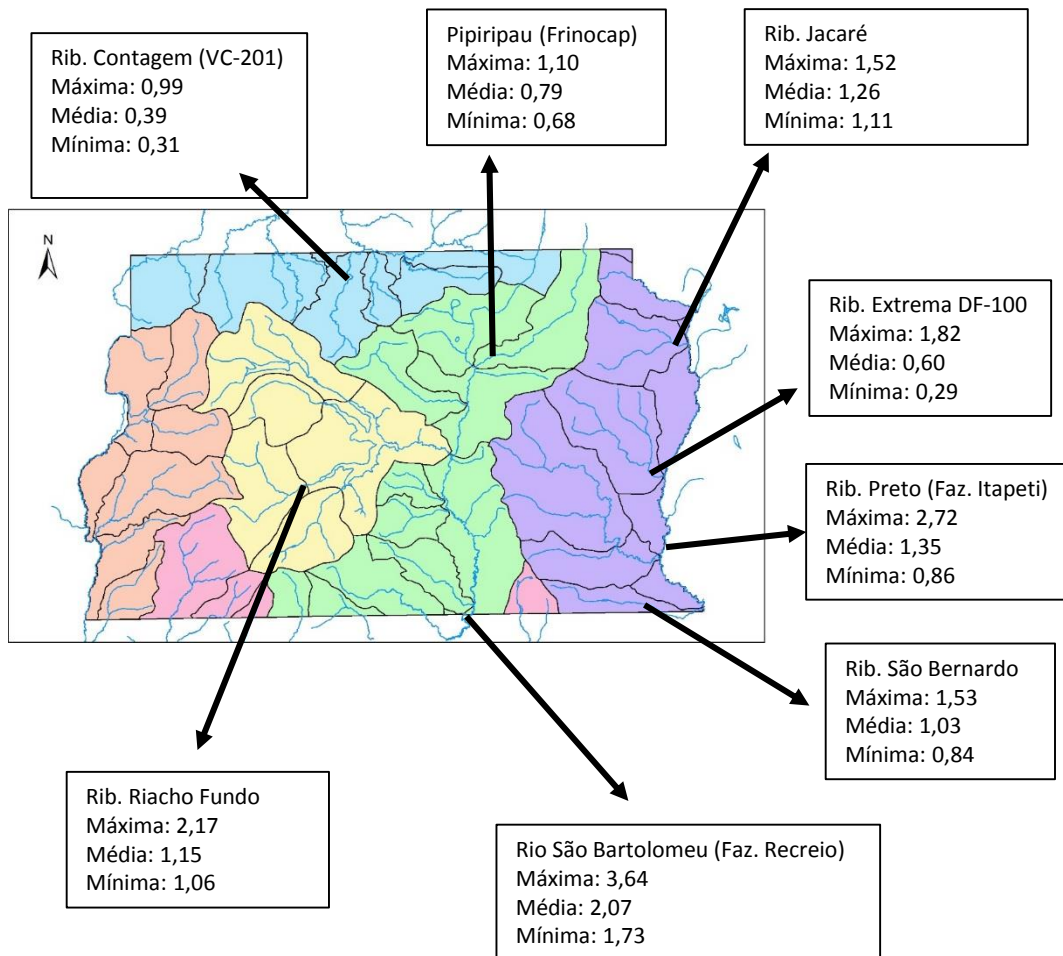 Rib. Contagem (VC-201)
Máxima: 0,99
Média: 0,39
Mínima: 0,31
Pipiripau (Frinocap)
Máxima: 1,10
Média: 0,79
Mínima: 0,68
Rib. Jacaré
Máxima: 1,52
Média: 1,26
Mínima: 1,11
N
Rib. Extrema DF-100
Máxima: 1,82
Média: 0,60
Mínima: 0,29
Rib. Preto (Faz. Itapeti)
Máxima: 2,72
Média: 1,35
Mínima: 0,86
Rib. São Bernardo
Máxima: 1,53
Média: 1,03
Mínima: 0,84
Rib. Riacho Fundo
Máxima: 2,17
Média: 1,15
Mínima: 1,06
Rio São Bartolomeu (Faz. Recreio)
Máxima: 3,64
Média: 2,07
Mínima: 1,73